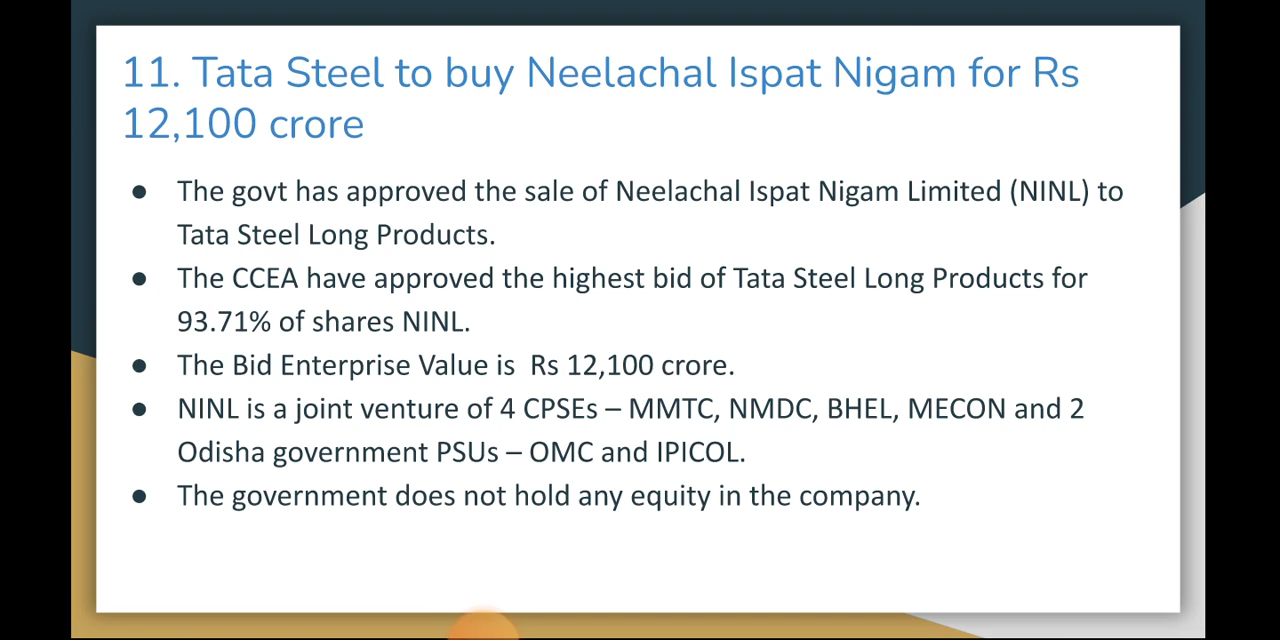 11. Tata Steel to buy Neelachal Ispat Nigam for Rs
12,100 crore
● The govt has approved the sale of Neelachal Ispat Nigam Limited (NINL) to
Tata Steel Long Products.
● The CCEA have approved the highest bid of Tata Steel Long Products for
93.71% of shares NINL.
● The Bid Enterprise Value is Rs 12,100 crore.
● NINL is a joint venture of 4 CPSEs – MMTC, NMDC, BHEL, MECON and 2
Odisha government PSUs – OMC and IPICOL.
● The government does not hold any equity in the company.